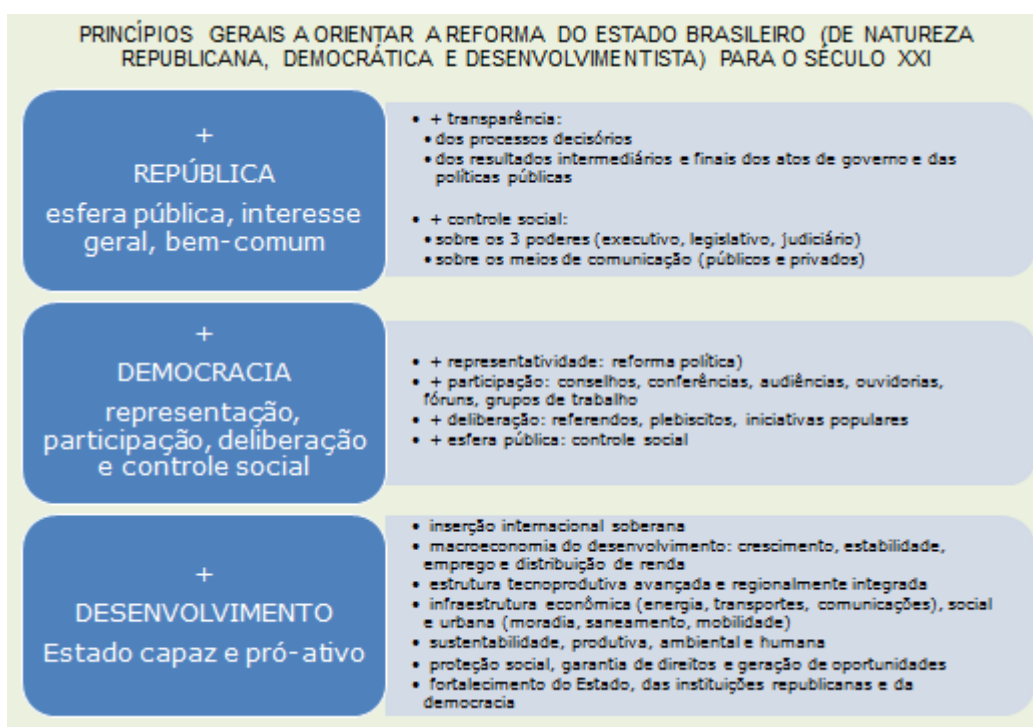 PRINCÍPIOS GERAIS A ORIENTAR A REFORMA DO ESTADO BRASILEIRO (DE NATUREZA
REPUBLICANA, DEMOCRÁTICA E DESENVOLVIMENTISTA) PARA O SÉCULO XXI
+
REPÚBLICA
esfera pública, interesse
geral, bem-comum
• + transparência:
• dos processos decisórios
• dos resultados intermediários e finais dos atos de governo e das
políticas públicas
• + controle social:
• sobre os 3 poderes (executivo, legislativo, judiciário)
• sobre os meios de comunicação (públicos e privados)
+
DEMOCRACIA
representação,
participação, deliberação
e controle social
• + representatividade: reforma política)
• + participação: conselhos, conferências, audiências, ouvidorias,
fóruns, grupos de trabalho
• + deliberação: referendos, plebiscitos, iniciativas populares
• + esfera pública: controle social
+
DESENVOLVIMENTO
Estado capaz e pró-ativo
• inserção internacional soberana
• macroeconomia do desenvolvimento: crescimento, estabilidade,
emprego e distribuição de renda
• estrutura tecnoprodutiva avançada e regionalmente integrada
• infraestrutura econômica (energia, transportes, comunicações), social
e urbana (moradia, saneamento, mobilidade)
• sustentabilidade, produtiva, ambiental e humana
• proteção social, garantia de direitos e geração de oportunidades
• fortalecimento do Estado, das instituições republicanas e da
democracia